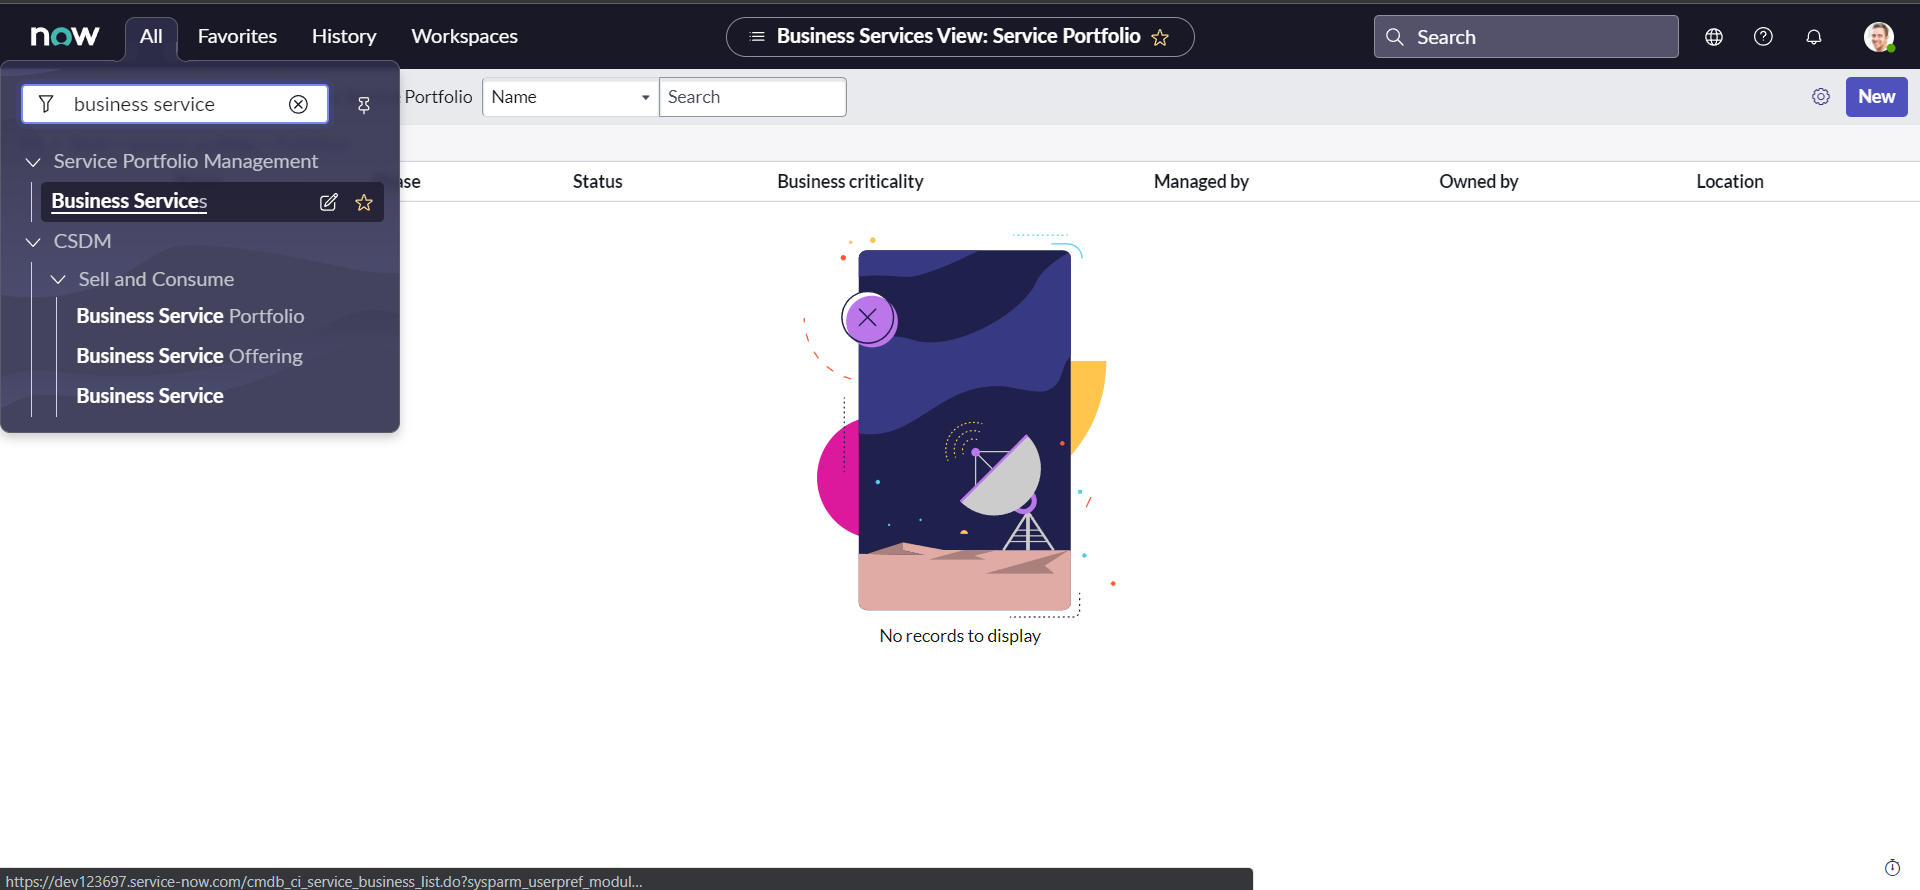 now
All
Favorites
History
Workspaces
Business Services View: Service Portfolio
Search
business service
Portfolio
Name
Search
New
Service Portfolio Management
Business Services
CSDM
Sell and Consume
Business Service Portfolio
Business Service Offering
Business Service
ase
Status
Business criticality
Managed by
Owned by
Location
No records to display
https://dev123697.service-now.com/cmdb_ci_service_business_list.do?sysparm_userpref_modul...